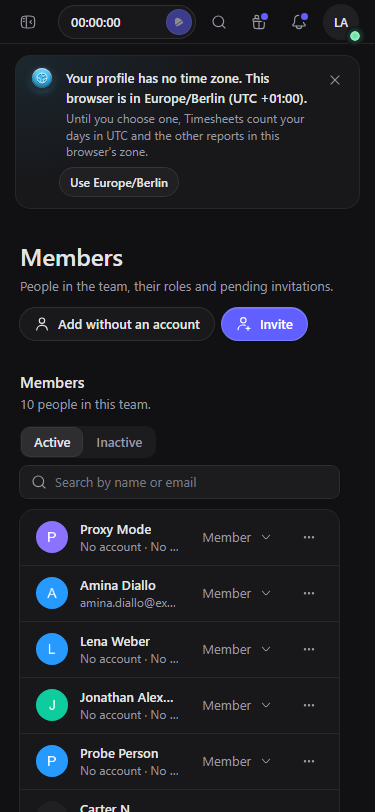 00:00:00
LA
Your profile has no time zone. This
browser is in Europe/Berlin (UTC +01:00).
Until you choose one, Timesheets count your
days in UTC and the other reports in this
browser's zone.
Use Europe/Berlin
Members
People in the team, their roles and pending invitations.
Add without an account
Invite
Members
10 people in this team.
Active
Inactive
Search by name or email
P
Proxy Mode
No account · No ...
Member
A
Amina Diallo
amina.diallo@ex...
Member
L
Lena Weber
No account · No ...
Member
J
Jonathan Alex...
No account · No ...
Member
P
Probe Person
No account · No ...
Member
Carter N